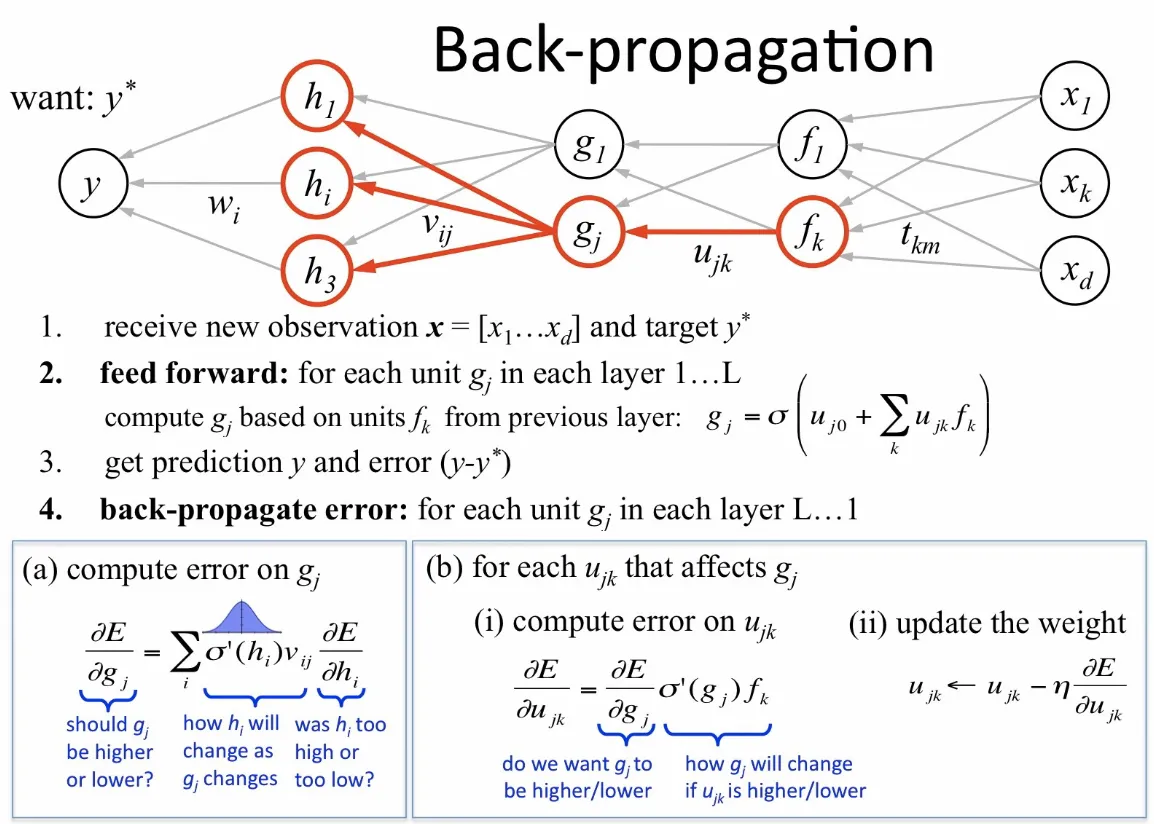 Back-propagation
want: y*
y
h₁
hᵢ
h₃
wᵢ
vᵢⱼ
g₁
gⱼ
uⱼₖ
f₁
fₖ
tₖₘ
x₁
xₖ
x_d
1. receive new observation x = [x₁…x_d] and target y*
2. feed forward: for each unit gⱼ in each layer 1…L
compute gⱼ based on units fₖ from previous layer: gⱼ = σ(uⱼ₀ + ∑ₖ uⱼₖ fₖ)
3. get prediction y and error (y-y*)
4. back-propagate error: for each unit gⱼ in each layer L…1
(a) compute error on gⱼ
∂E/∂gⱼ = ∑ᵢ σ'(hᵢ)vᵢⱼ ∂E/∂hᵢ
should gⱼ
be higher
or lower?
how hᵢ will
change as
gⱼ changes
was hᵢ too
high or
too low?
(b) for each uⱼₖ that affects gⱼ
(i) compute error on uⱼₖ
∂E/∂uⱼₖ = ∂E/∂gⱼ σ'(gⱼ) fₖ
do we want gⱼ to
be higher/lower
how gⱼ will change
if uⱼₖ is higher/lower
(ii) update the weight
uⱼₖ ← uⱼₖ − η ∂E/∂uⱼₖ